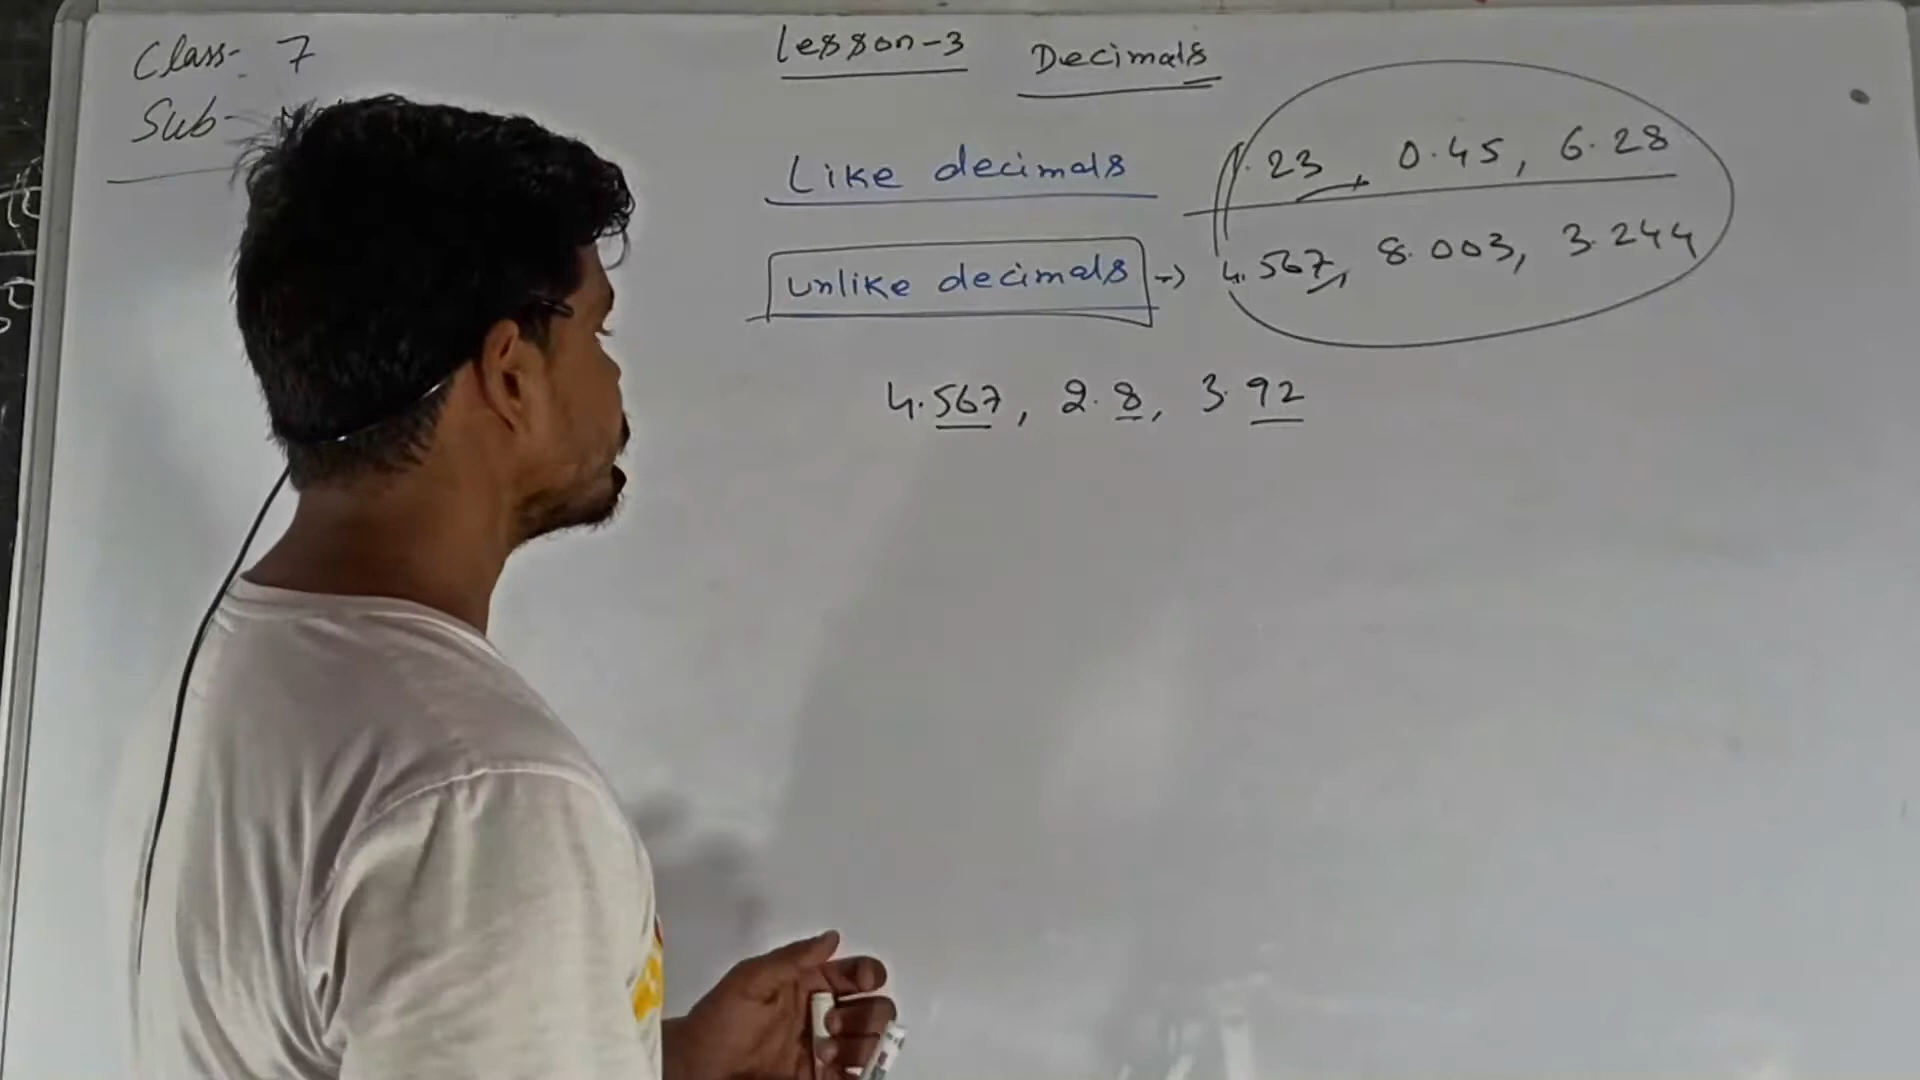 Class- 7
Lesson-3 Decimals
Sub-
Like decimals .23, 0.45, 6.28
unlike decimals → 4.567, 8.003, 3.244
4.567, 2.8, 3.92